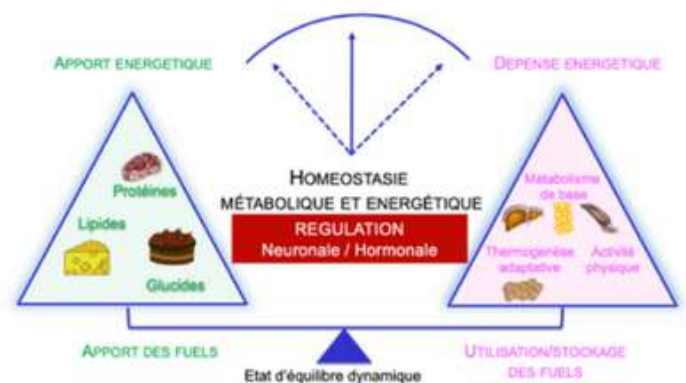 APPORT ENERGETIQUE
DEPENSE ENERGETIQUE
Protéines
Lipides
Glucides
HOMEOSTASIE
MÉTABOLIQUE ET ENERGÉTIQUE
REGULATION
Neuronale / Hormonale
Métabolisme
de base
Thermogenèse
adaptative
Activité
physique
APPORT DES FUELS
Etat d'équilibre dynamique
UTILISATION/STOCKAGE
DES FUELS